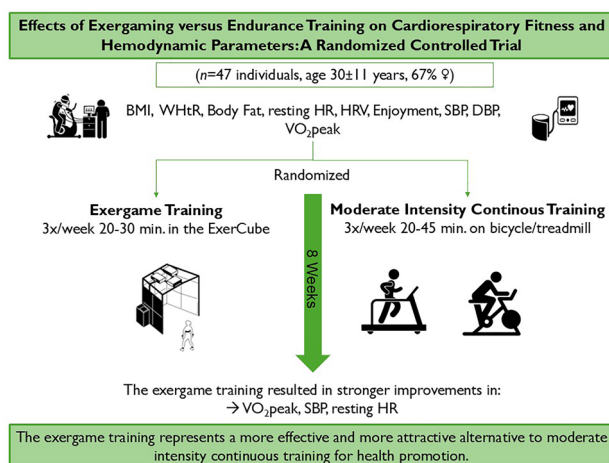 Effects of Exergaming versus Endurance Training on Cardiorespiratory Fitness and
Hemodynamic Parameters: A Randomized Controlled Trial
(n=47 individuals, age 30±11 years, 67% ♀)
BMI, WHtR, Body Fat, resting HR, HRV, Enjoyment, SBP, DBP,
VO₂peak
Randomized
Exergame Training
3x/week 20-30 min. in the ExerCube
Moderate Intensity Continous Training
3x/week 20-45 min. on bicycle/treadmill
8 Weeks
The exergame training resulted in stronger improvements in:
→ VO₂peak, SBP, resting HR
The exergame training represents a more effective and more attractive alternative to moderate
intensity continuous training for health promotion.